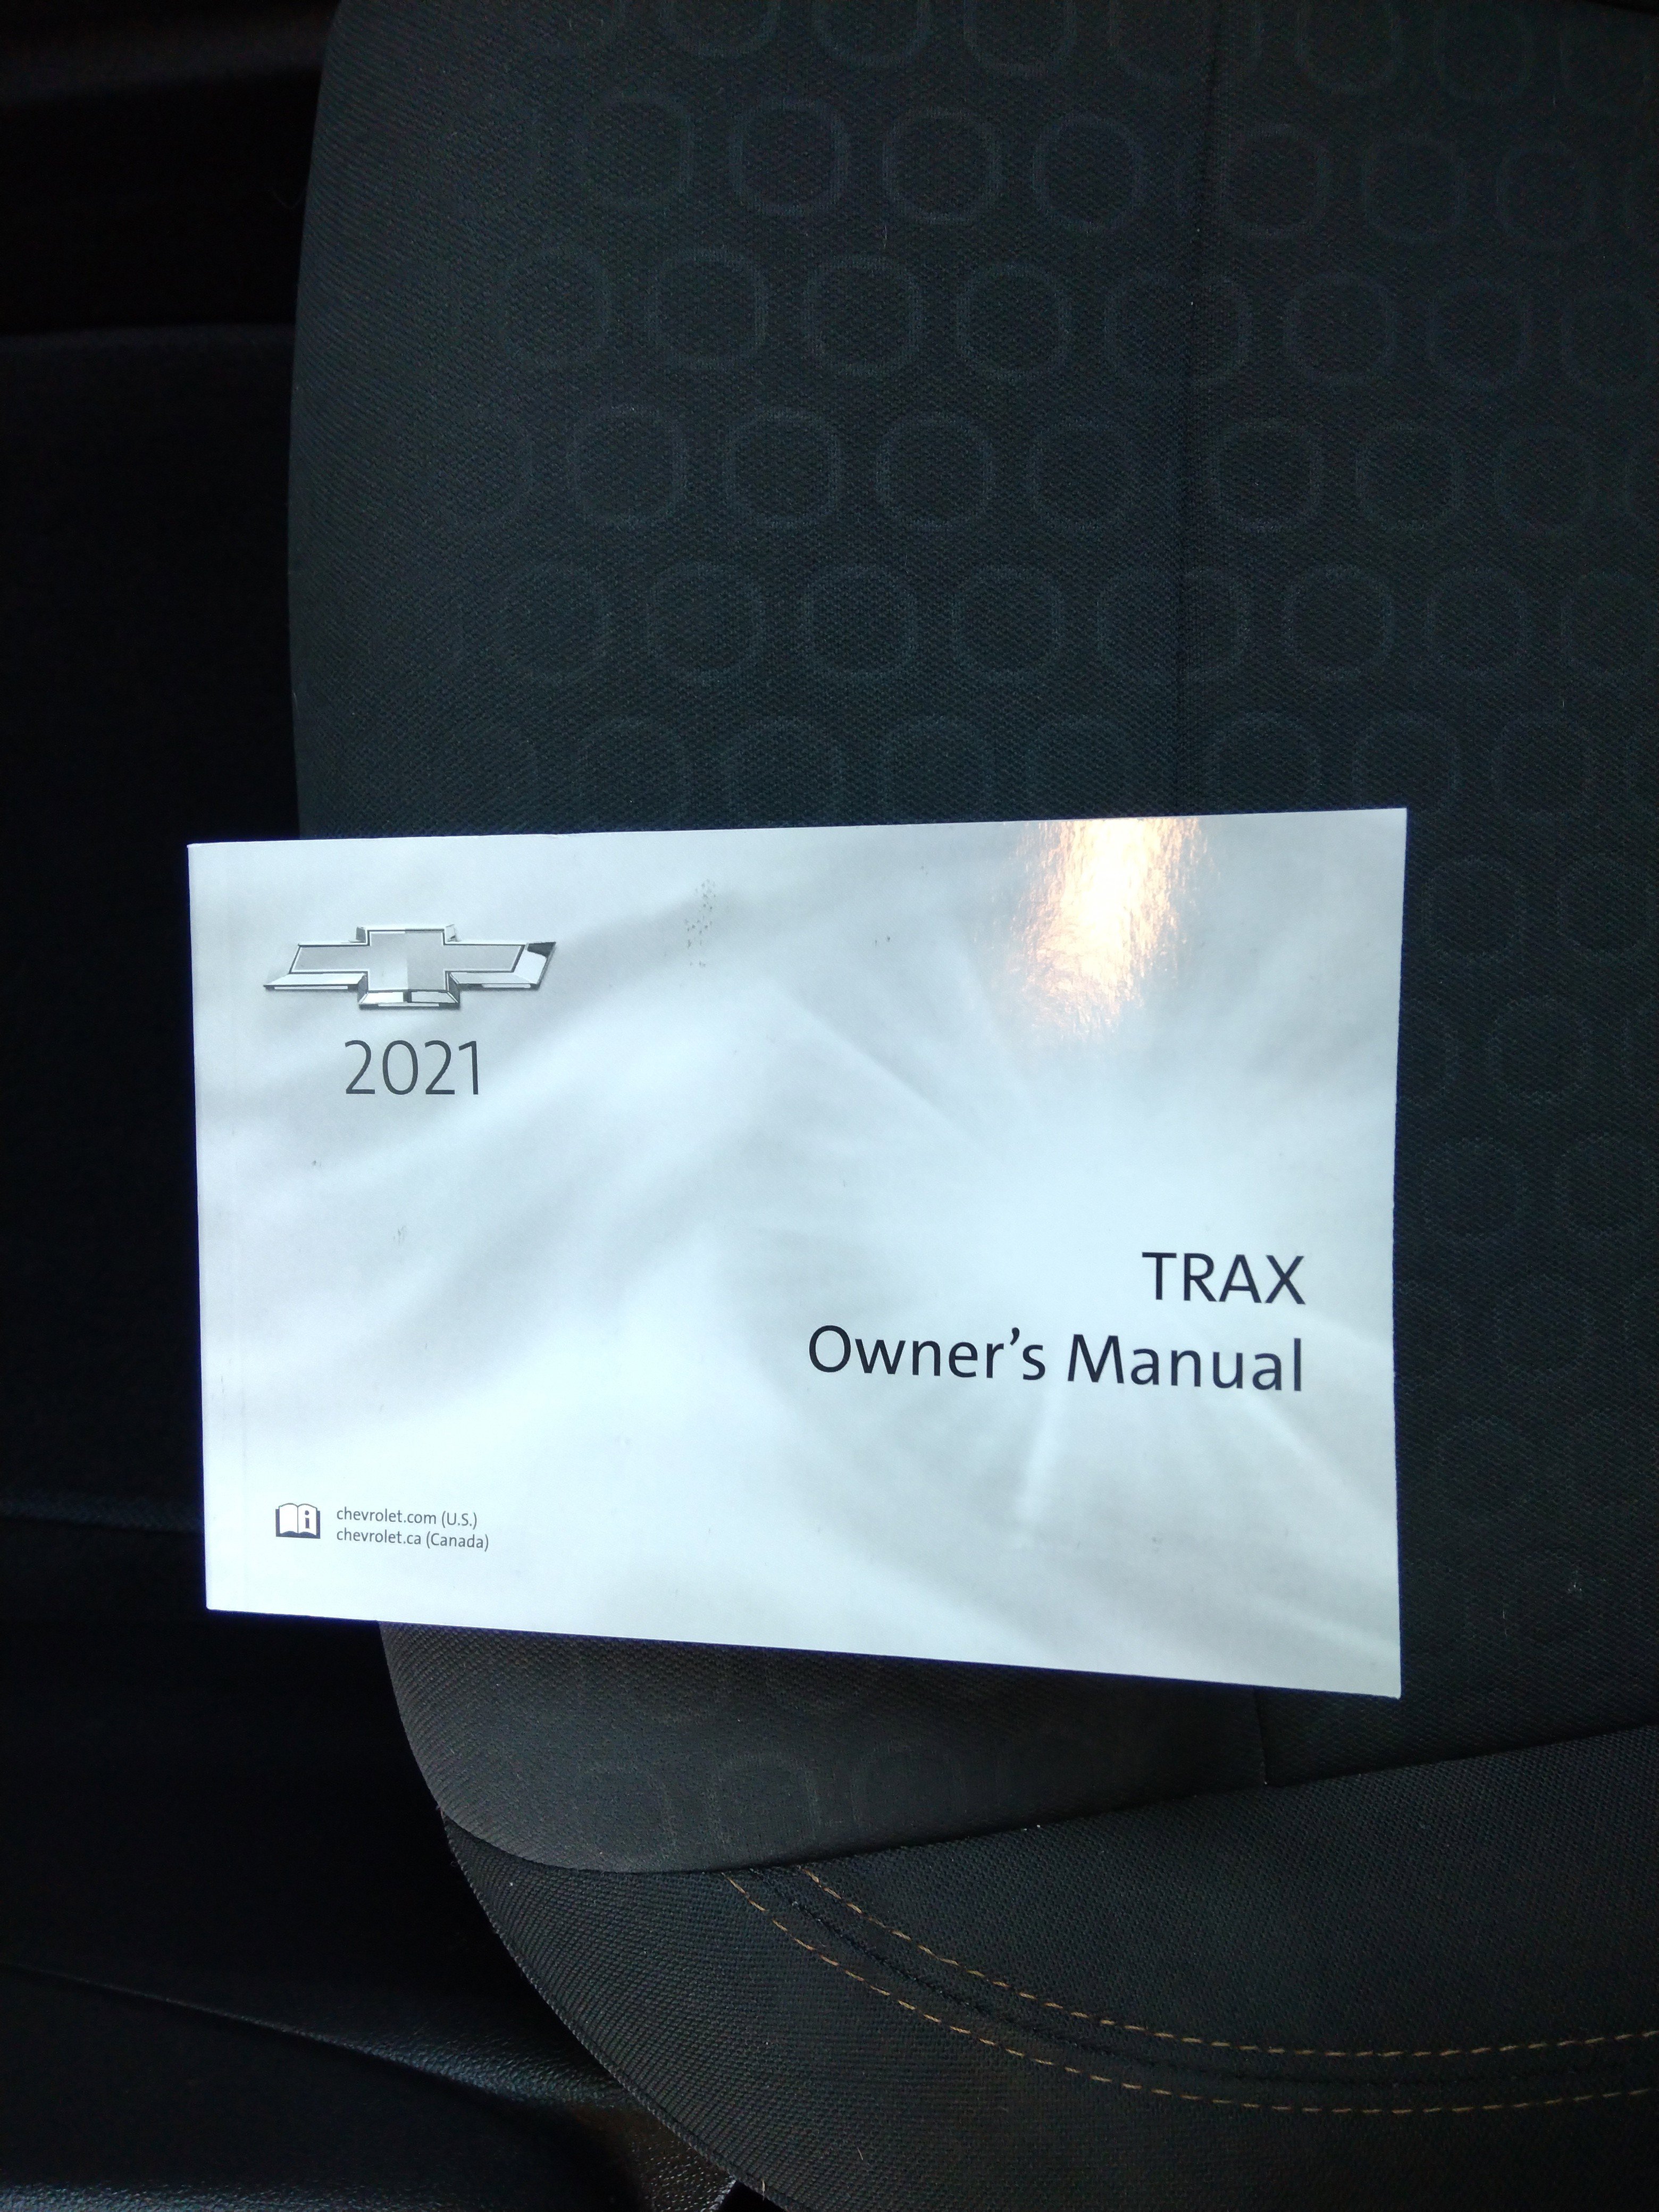 2021
TRAX
Owner’s Manual
chevrolet.com (U.S.)
chevrolet.ca (Canada)